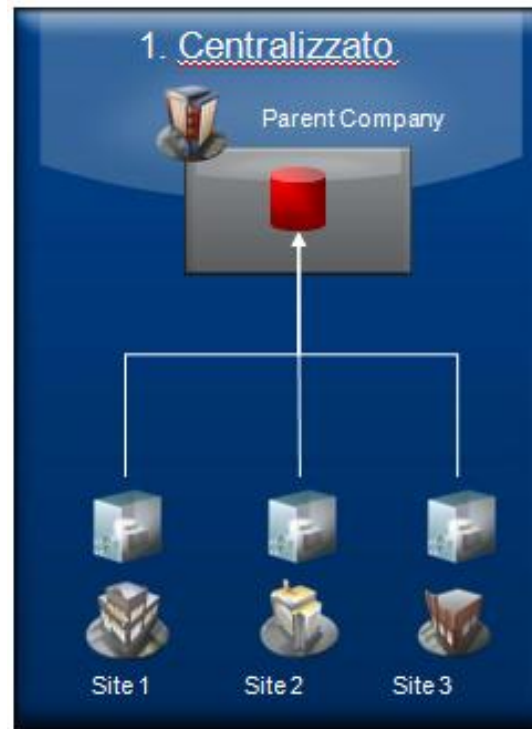 1. Centralizzato
Parent Company
Site 1
Site 2
Site 3